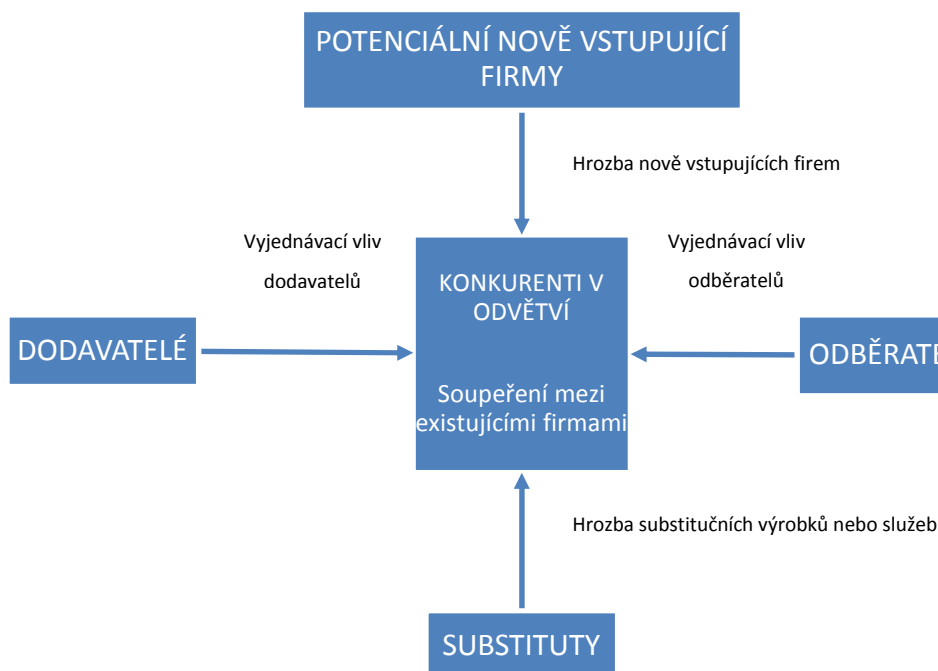 POTENCIÁLNÍ NOVĚ VSTUPUJÍCÍ
FIRMY
Hrozba nově vstupujících firem
Vyjednávací vliv
dodavatelů
Vyjednávací vliv
odběratelů
KONKURENTI V
ODVĚTVÍ
DODAVATELÉ
ODBĚRATE
Soupeření mezi
existujícími firmami
Hrozba substitučních výrobků nebo služeb
SUBSTITUTY